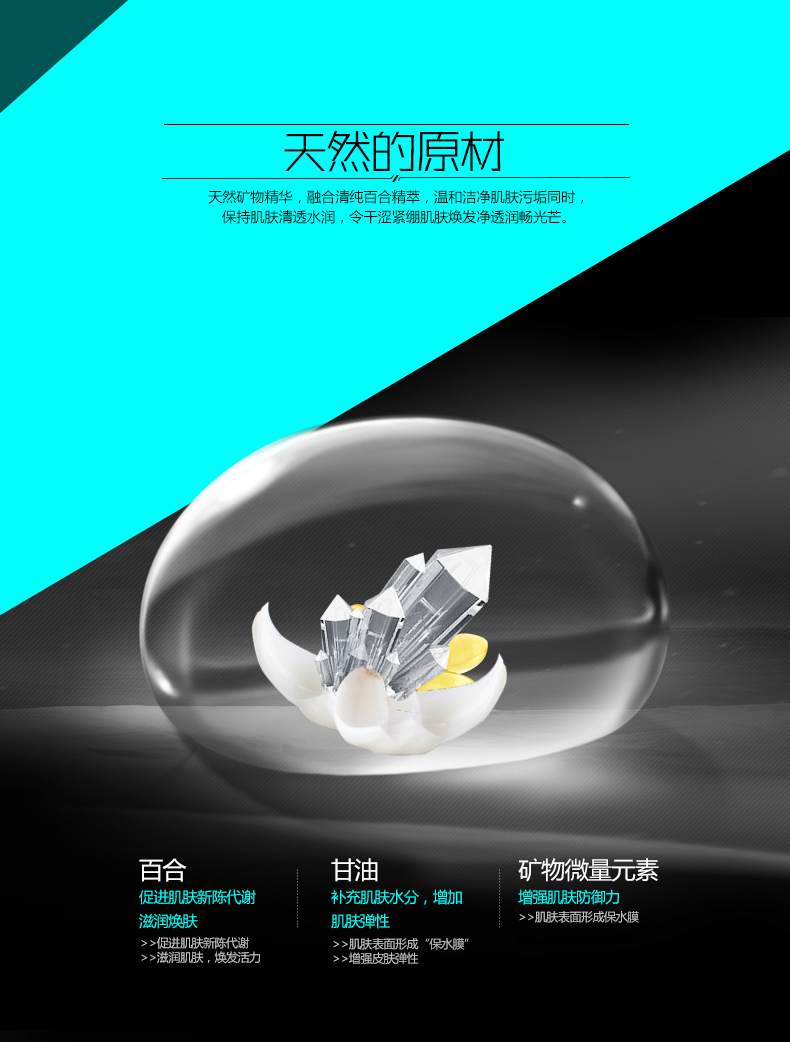 天然的原材
天然矿物精华，融合清纯百合精萃，温和洁净肌肤污垢同时，
保持肌肤清透水润，令干涩紧绷肌肤焕发净透润畅光芒。
百合
促进肌肤新陈代谢
滋润焕肤
>>促进肌肤新陈代谢
>>滋润肌肤，焕发活力
甘油
补充肌肤水分，增加
肌肤弹性
>>肌肤表面形成“保水膜”
>>增强皮肤弹性
矿物微量元素
增强肌肤防御力
>>肌肤表面形成保水膜